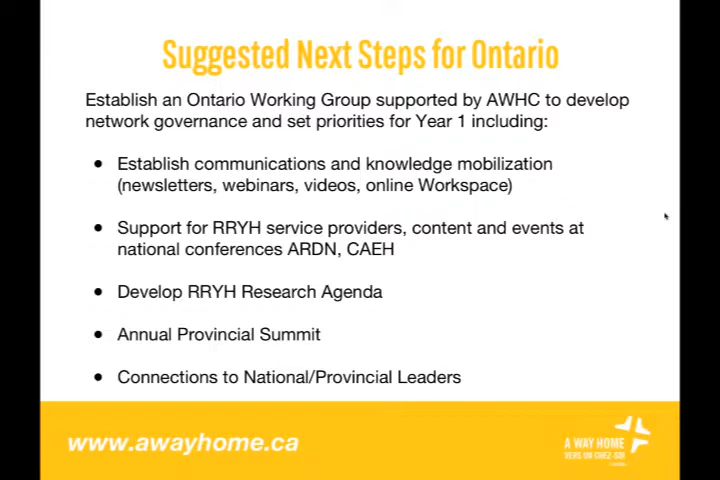 Suggested Next Steps for Ontario
Establish an Ontario Working Group supported by AWHC to develop
network governance and set priorities for Year 1 including:
• Establish communications and knowledge mobilization
(newsletters, webinars, videos, online Workspace)
• Support for RRYH service providers, content and events at
national conferences ARDN, CAEH
• Develop RRYH Research Agenda
• Annual Provincial Summit
• Connections to National/Provincial Leaders
www.awayhome.ca
A WAY HOME
VERS UN CHEZ-SOI